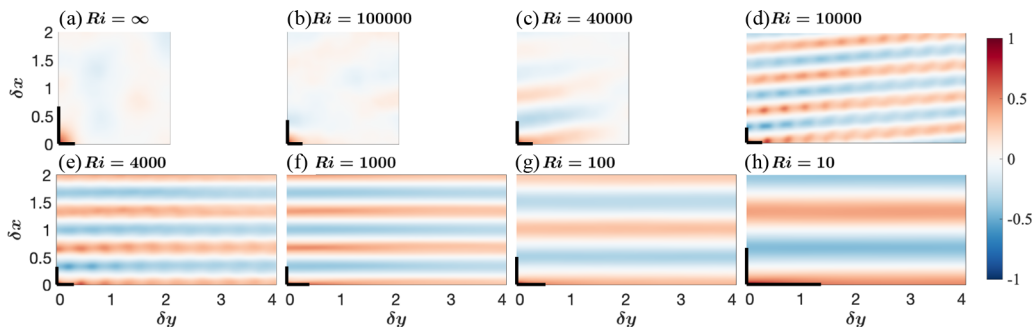 (a) Ri = ∞
(b) Ri = 100000
(c) Ri = 40000
(d) Ri = 10000
2
1.5
1
0.5
0
δx
1
0.5
0
-0.5
-1
(e) Ri = 4000
(f) Ri = 1000
(g) Ri = 100
(h) Ri = 10
2
1.5
1
0.5
0
δx
0 1 2 3 4
0 1 2 3 4
0 1 2 3 4
0 1 2 3 4
δy
δy
δy
δy